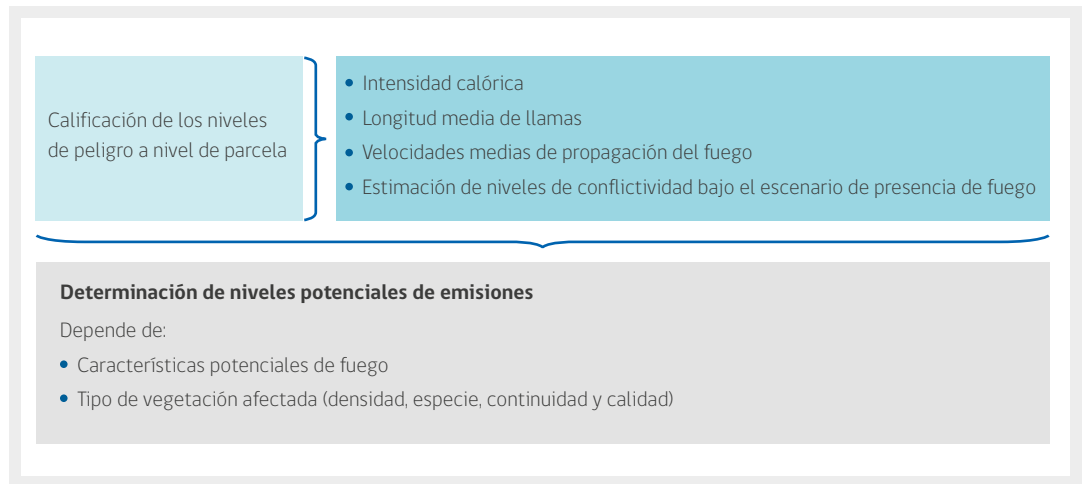 Calificación de los niveles
de peligro a nivel de parcela
• Intensidad calórica
• Longitud media de llamas
• Velocidades medias de propagación del fuego
• Estimación de niveles de conflictividad bajo el escenario de presencia de fuego
Determinación de niveles potenciales de emisiones
Depende de:
• Características potenciales de fuego
• Tipo de vegetación afectada (densidad, especie, continuidad y calidad)